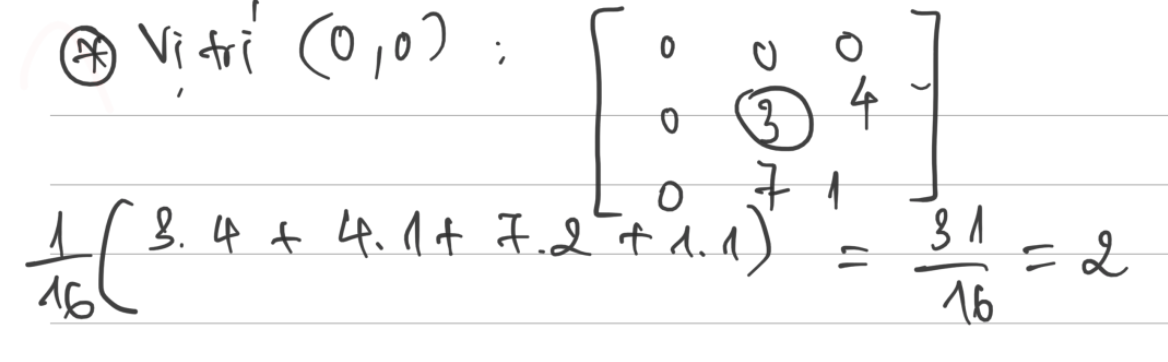 * Vị trí (0,0) : [ 0 0 0
0 3 4
0 7 1 ]
1/16 ( 3.4 + 4.1 + 7.2 + 1.1 ) = 31/16 = 2